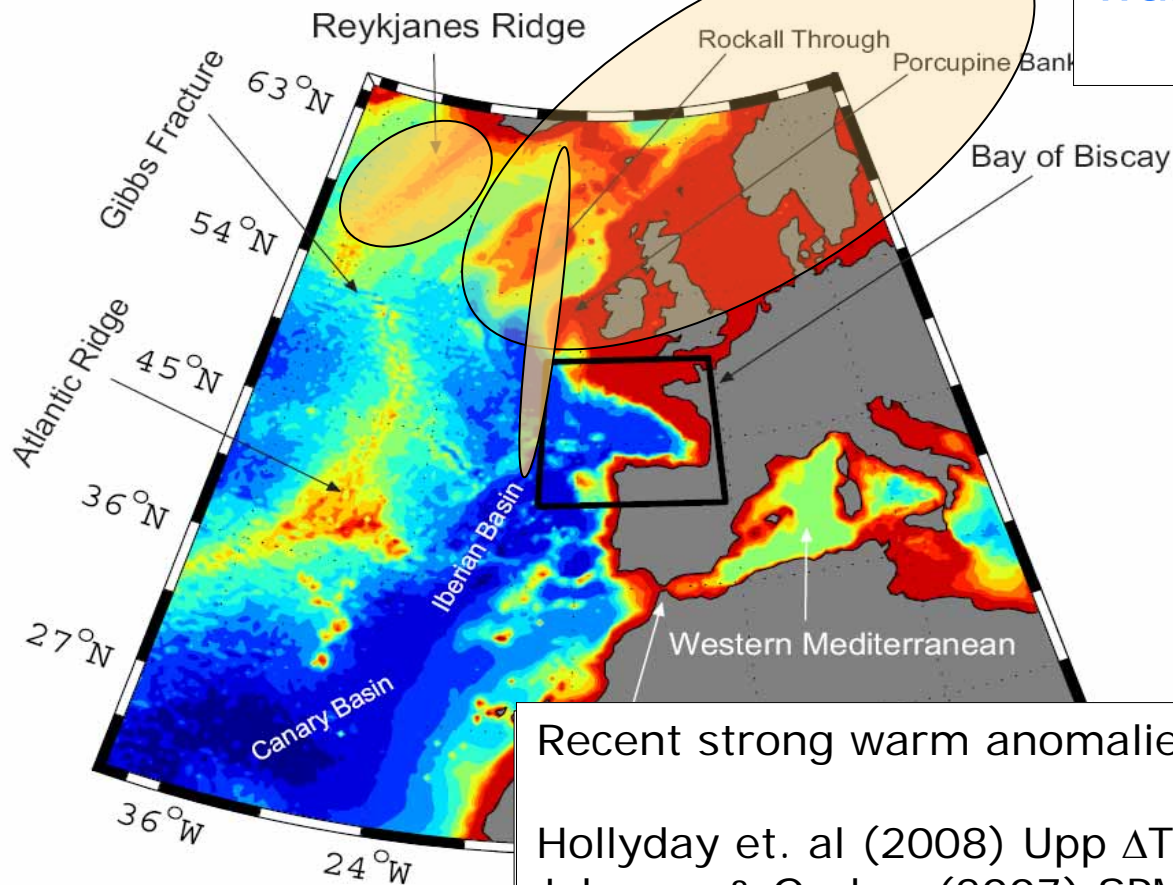 Reykjanes Ridge
Rockall Through
Porcupine Bank
Bay of Biscay
Gibbs Fracture
Atlantic Ridge
63°N
54°N
45°N
36°N
27°N
36°W
24°W
Iberian Basin
Canary Basin
Western Mediterranean
Recent strong warm anomalie
Hollyday et. al (2008) Upp ΔT